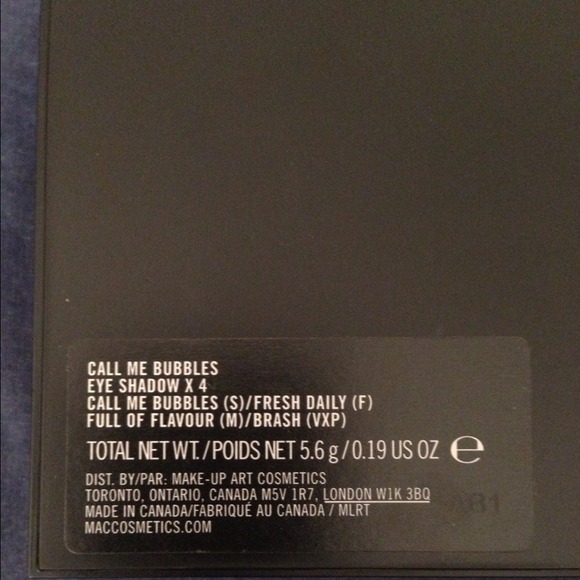 CALL ME BUBBLES
EYE SHADOW X 4
CALL ME BUBBLES (S)/FRESH DAILY (F)
FULL OF FLAVOUR (M)/BRASH (VXP)
TOTAL NET WT./POIDS NET 5.6 g/0.19 US OZ ℮
DIST. BY/PAR: MAKE-UP ART COSMETICS
TORONTO, ONTARIO, CANADA M5V 1R7, LONDON W1K 3BQ
MADE IN CANADA/FABRIQUÉ AU CANADA / MLRT
MACCOSMETICS.COM